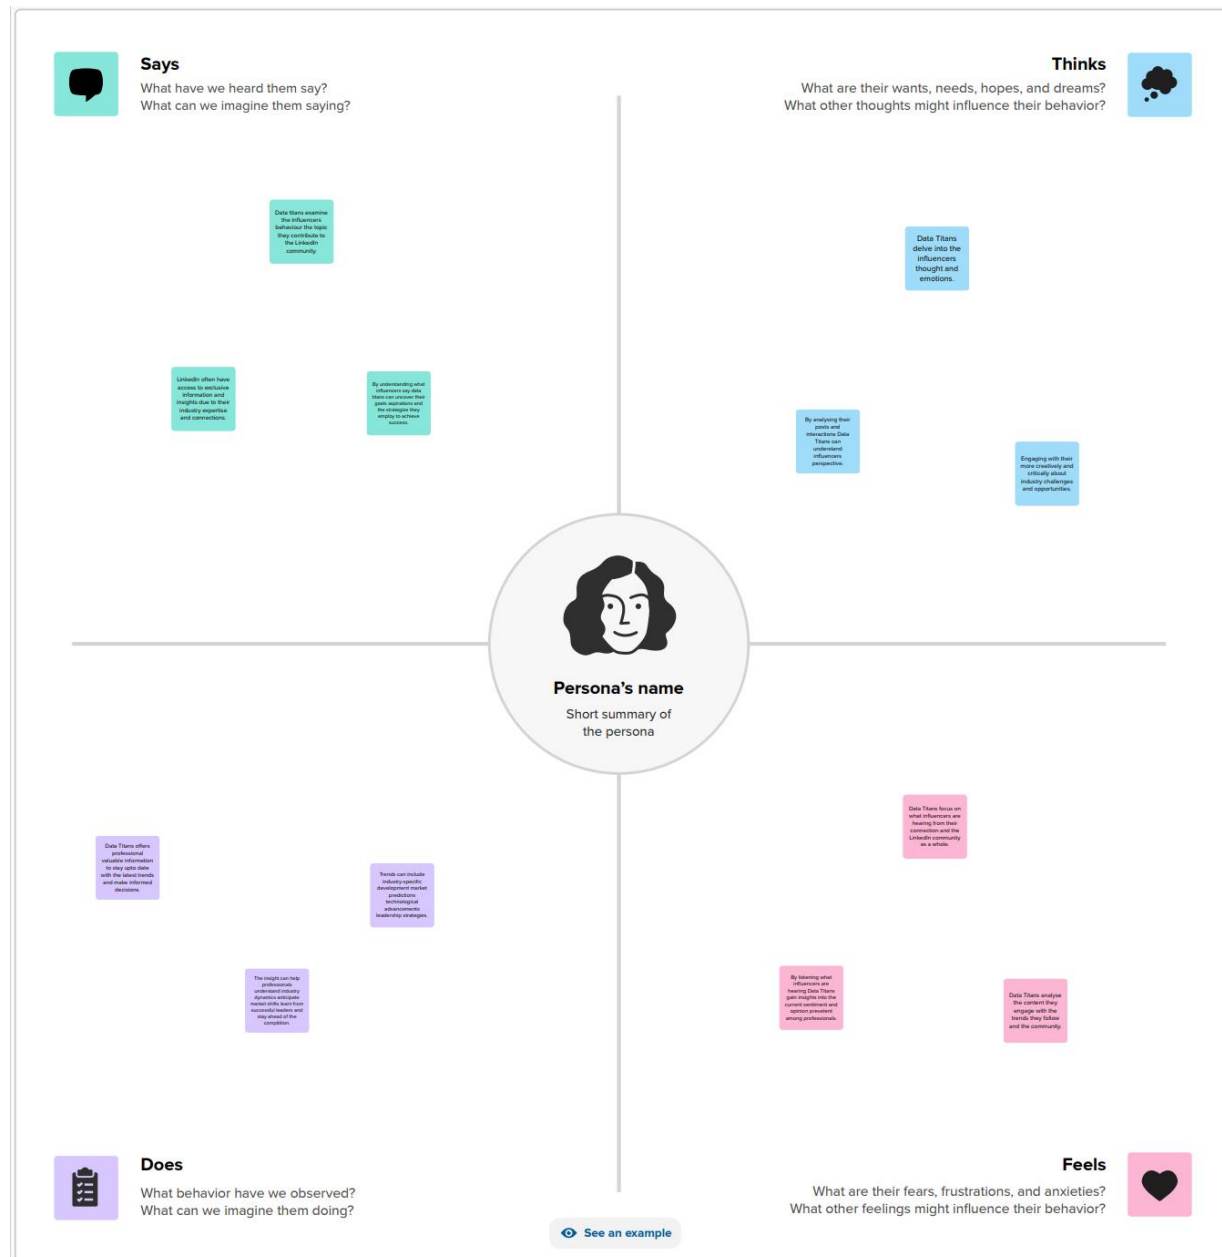 Says
What have we heard them say?
What can we imagine them saying?
Thinks
What are their wants, needs, hopes, and dreams?
What other thoughts might influence their behavior?
Data titans examine
the influencers
behaviour the topic
they contribute to
the LinkedIn
community.
LinkedIn often have
access to exclusive
information and
insights due to their
industry expertise
and connections.
By understanding what
influencers say data
titans can uncover their
goals aspirations and
the strategies they
employ to achieve
success.
Data Titans
delve into the
influencers
thought and
emotions.
By analysing their
posts and
interactions Data
Titans can
understand
influencers
perspective.
Engaging with their
more creatively and
critically about
industry challenges
and opportunities.
Persona's name
Short summary of
the persona
Data Titans offers
professional
valuable information
to stay upto date
with the latest trends
and make informed
decisions.
Trends can include
industry-specific
development market
predictions
technological
advancements
leadership strategies.
The insight can help
professionals
understand industry
dynamics anticipate
market shifts learn from
successful leaders and
stay ahead of the
compitition
Data Titans focus on
what influencers are
hearing from their
connection and the
LinkedIn community
as a whole.
By listening what
influencers are
hearing Data Titans
gain insights into the
current sentiment and
opinion prevelent
among professionals.
Data Titans analyse
the content they
engage with the
trends they follow
and the community.
Does
What behavior have we observed?
What can we imagine them doing?
Feels
What are their fears, frustrations, and anxieties?
What other feelings might influence their behavior?
See an example